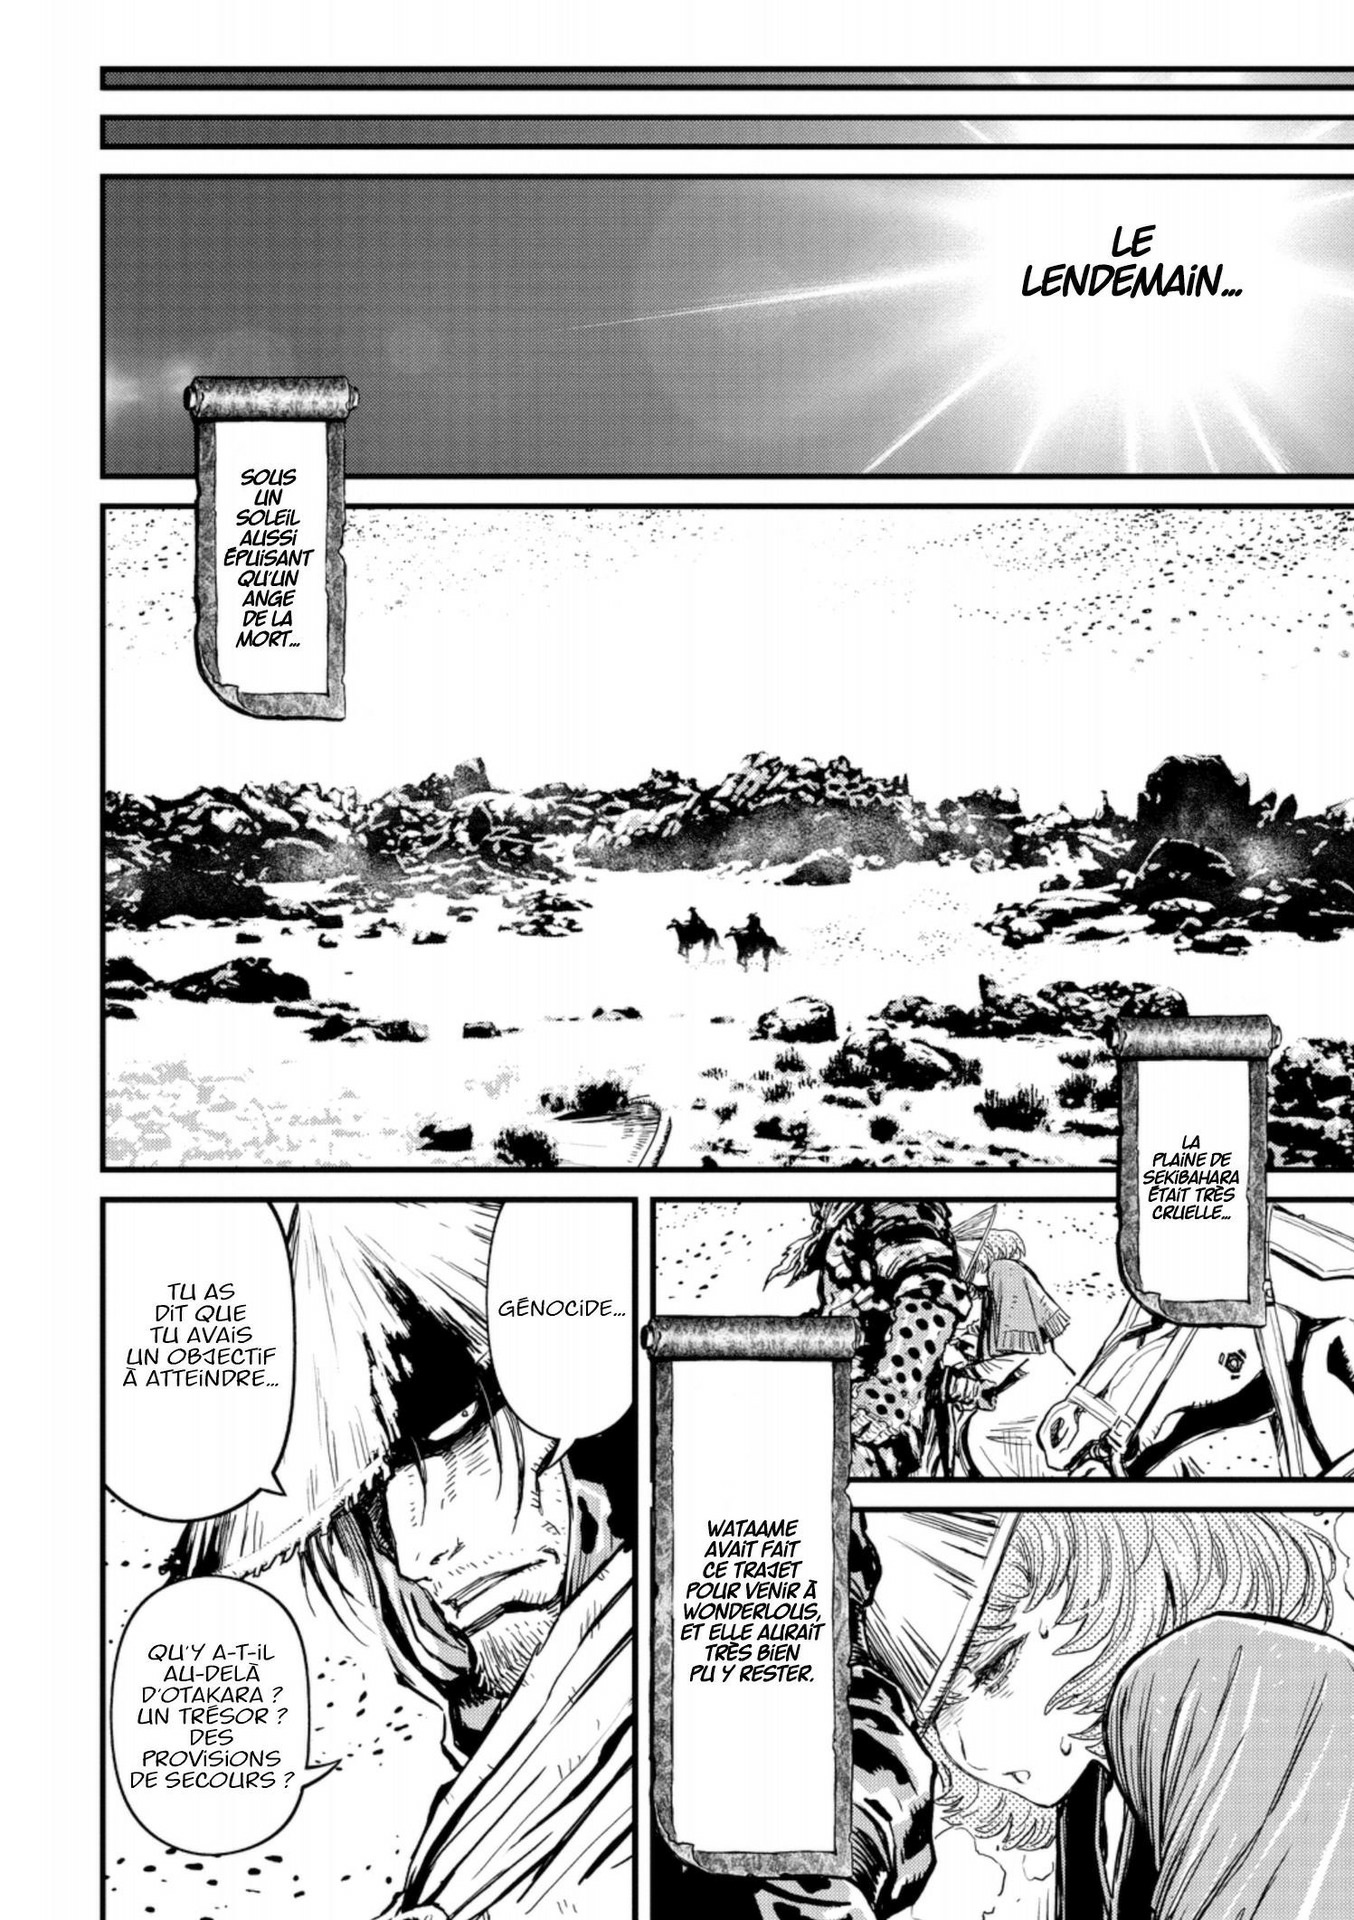 LE
LENDEMAIN...
SOUS
UN
SOLEIL
AUSSI
ÉPUISANT
QU'UN
ANGE
DE LA
MORT...
LA
PLAINE DE
SEKIBAHARA
ÉTAIT TRÈS
CRUELLE...
WATAAME
AVAIT FAIT
CE TRAJET
POUR VENIR À
WONDERLOUS,
ET ELLE AURAIT
TRÈS BIEN
PU Y RESTER.
GÉNOCIDE...
TU AS
DIT QUE
TU AVAIS
UN OBJECTIF
À ATTEINDRE...
QU'Y A-T-IL
AU-DELÀ
D'OTAKARA ?
UN TRÉSOR ?
DES
PROVISIONS
DE SECOURS ?